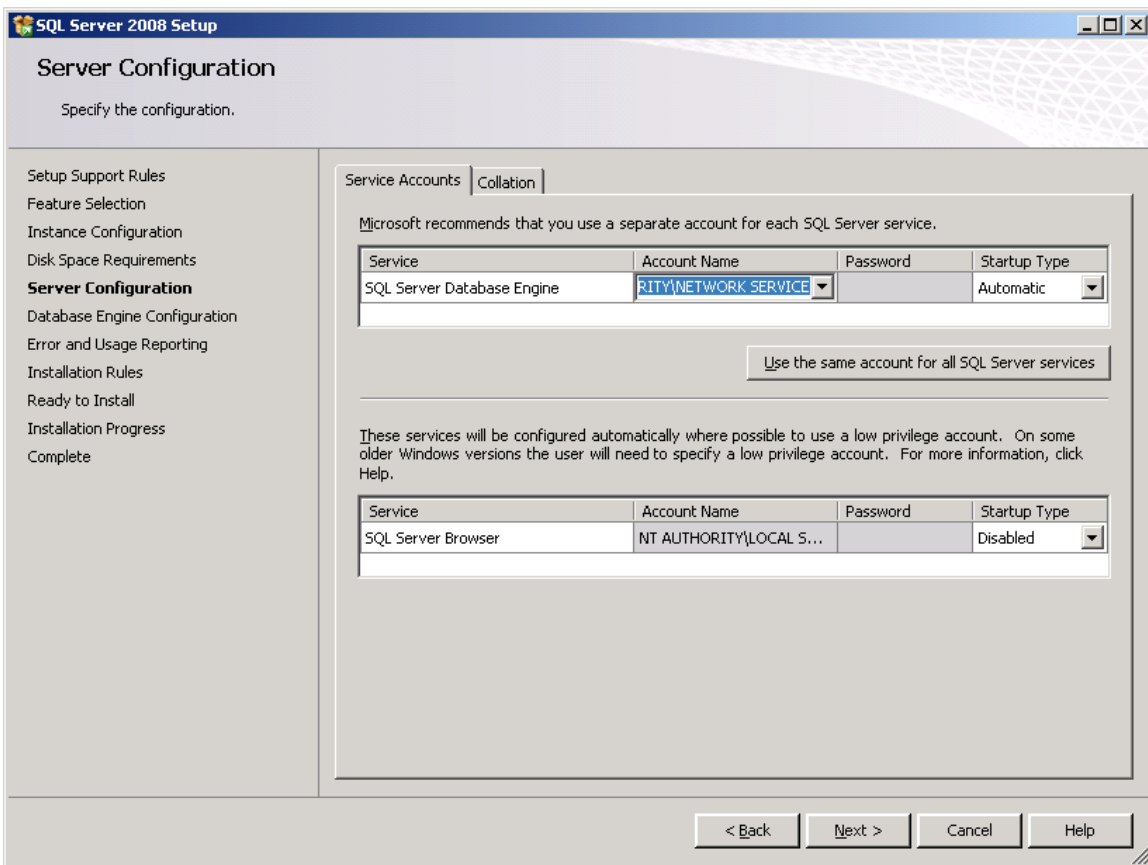 SQL Server 2008 Setup
Server Configuration
Specify the configuration.
Setup Support Rules
Feature Selection
Instance Configuration
Disk Space Requirements
Server Configuration
Database Engine Configuration
Error and Usage Reporting
Installation Rules
Ready to Install
Installation Progress
Complete
Service Accounts Collation
Microsoft recommends that you use a separate account for each SQL Server service.
Service Account Name Password Startup Type
SQL Server Database Engine RITY\NETWORK SERVICE Automatic
Use the same account for all SQL Server services
These services will be configured automatically where possible to use a low privilege account. On some
older Windows versions the user will need to specify a low privilege account. For more information, click
Help.
Service Account Name Password Startup Type
SQL Server Browser NT AUTHORITY\LOCAL S... Disabled
< Back Next > Cancel Help